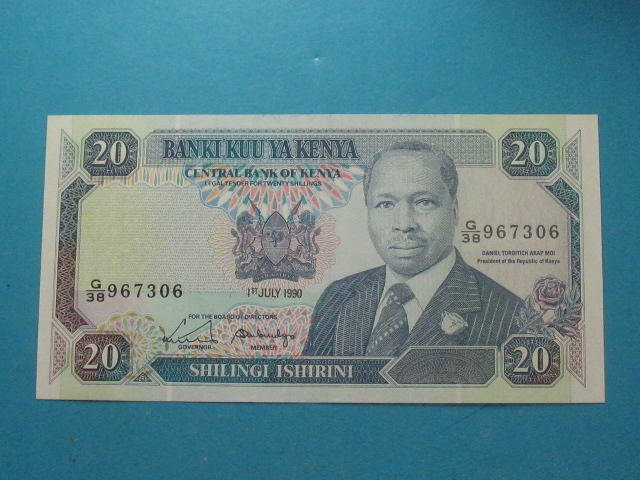 20
BANKI KUU YA KENYA
20
CENTRAL BANK OF KENYA
LEGAL TENDER FOR TWENTY SHILLINGS
G/38 967306
DANIEL TOROITICH ARAP MOI
President of the Republic of Kenya
G/38 967306
1ST JULY 1990
FOR THE BOARD OF DIRECTORS
GOVERNOR
MEMBER
20
SHILINGI ISHIRINI
20